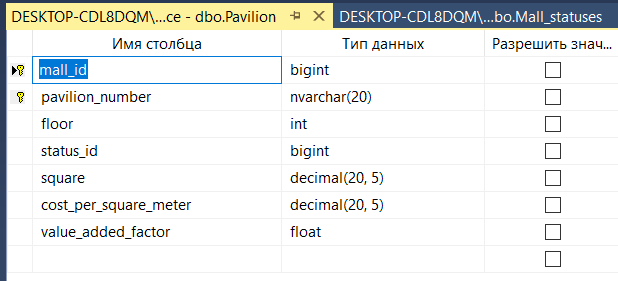 DESKTOP-CDL8DQM\...ce - dbo.Pavilion DESKTOP-CDL8DQM\...bo.Mall_statuses
Имя столбца Тип данных Разрешить знач...
mall_id bigint
pavilion_number nvarchar(20)
floor int
status_id bigint
square decimal(20, 5)
cost_per_square_meter decimal(20, 5)
value_added_factor float